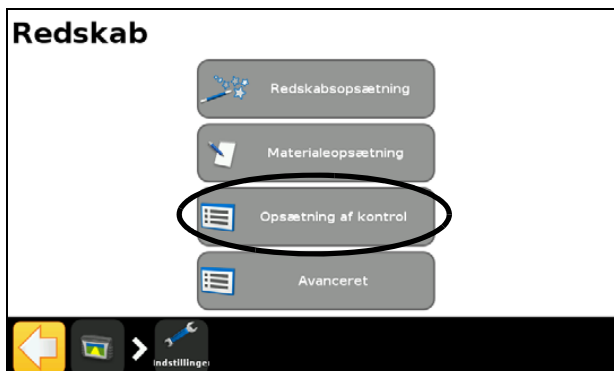 Redskab
Redskabsopsætning
Materialeopsætning
Opsætning af kontrol
Avanceret
Indstillinger